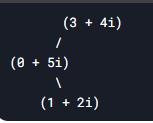 (3 + 4i)
/
(0 + 5i)
\
(1 + 2i)